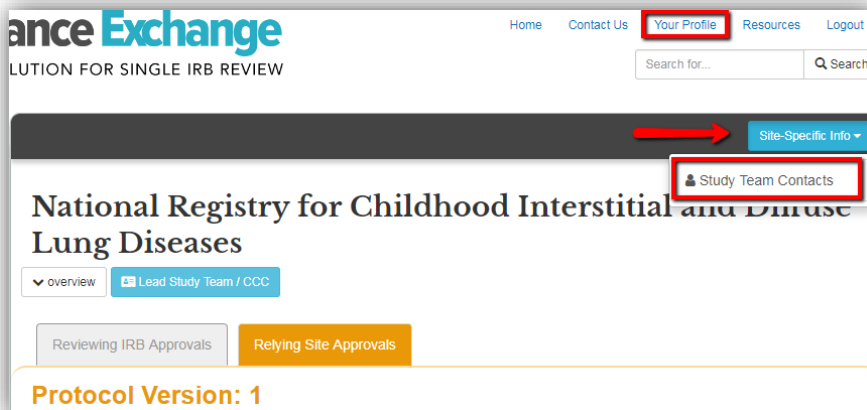 ance Exchange
LUTION FOR SINGLE IRB REVIEW
Home Contact Us Your Profile Resources Logout
Search for... Search
Site-Specific Info
Study Team Contacts
National Registry for Childhood Interstitial and Diffuse
Lung Diseases
overview Lead Study Team / CCC
Reviewing IRB Approvals Relying Site Approvals
Protocol Version: 1